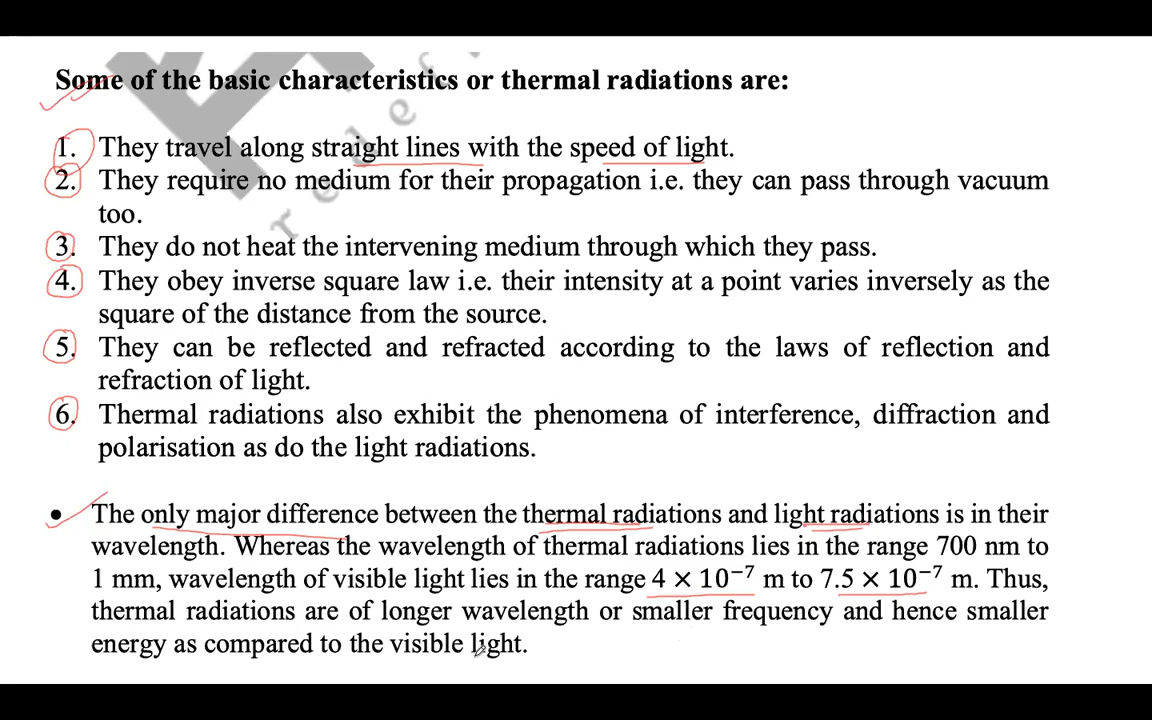 Some of the basic characteristics or thermal radiations are:
1. They travel along straight lines with the speed of light.
2. They require no medium for their propagation i.e. they can pass through vacuum
too.
3. They do not heat the intervening medium through which they pass.
4. They obey inverse square law i.e. their intensity at a point varies inversely as the
square of the distance from the source.
5. They can be reflected and refracted according to the laws of reflection and
refraction of light.
6. Thermal radiations also exhibit the phenomena of interference, diffraction and
polarisation as do the light radiations.
• The only major difference between the thermal radiations and light radiations is in their
wavelength. Whereas the wavelength of thermal radiations lies in the range 700 nm to
1 mm, wavelength of visible light lies in the range 4 × 10⁻⁷ m to 7.5 × 10⁻⁷ m. Thus,
thermal radiations are of longer wavelength or smaller frequency and hence smaller
energy as compared to the visible light.